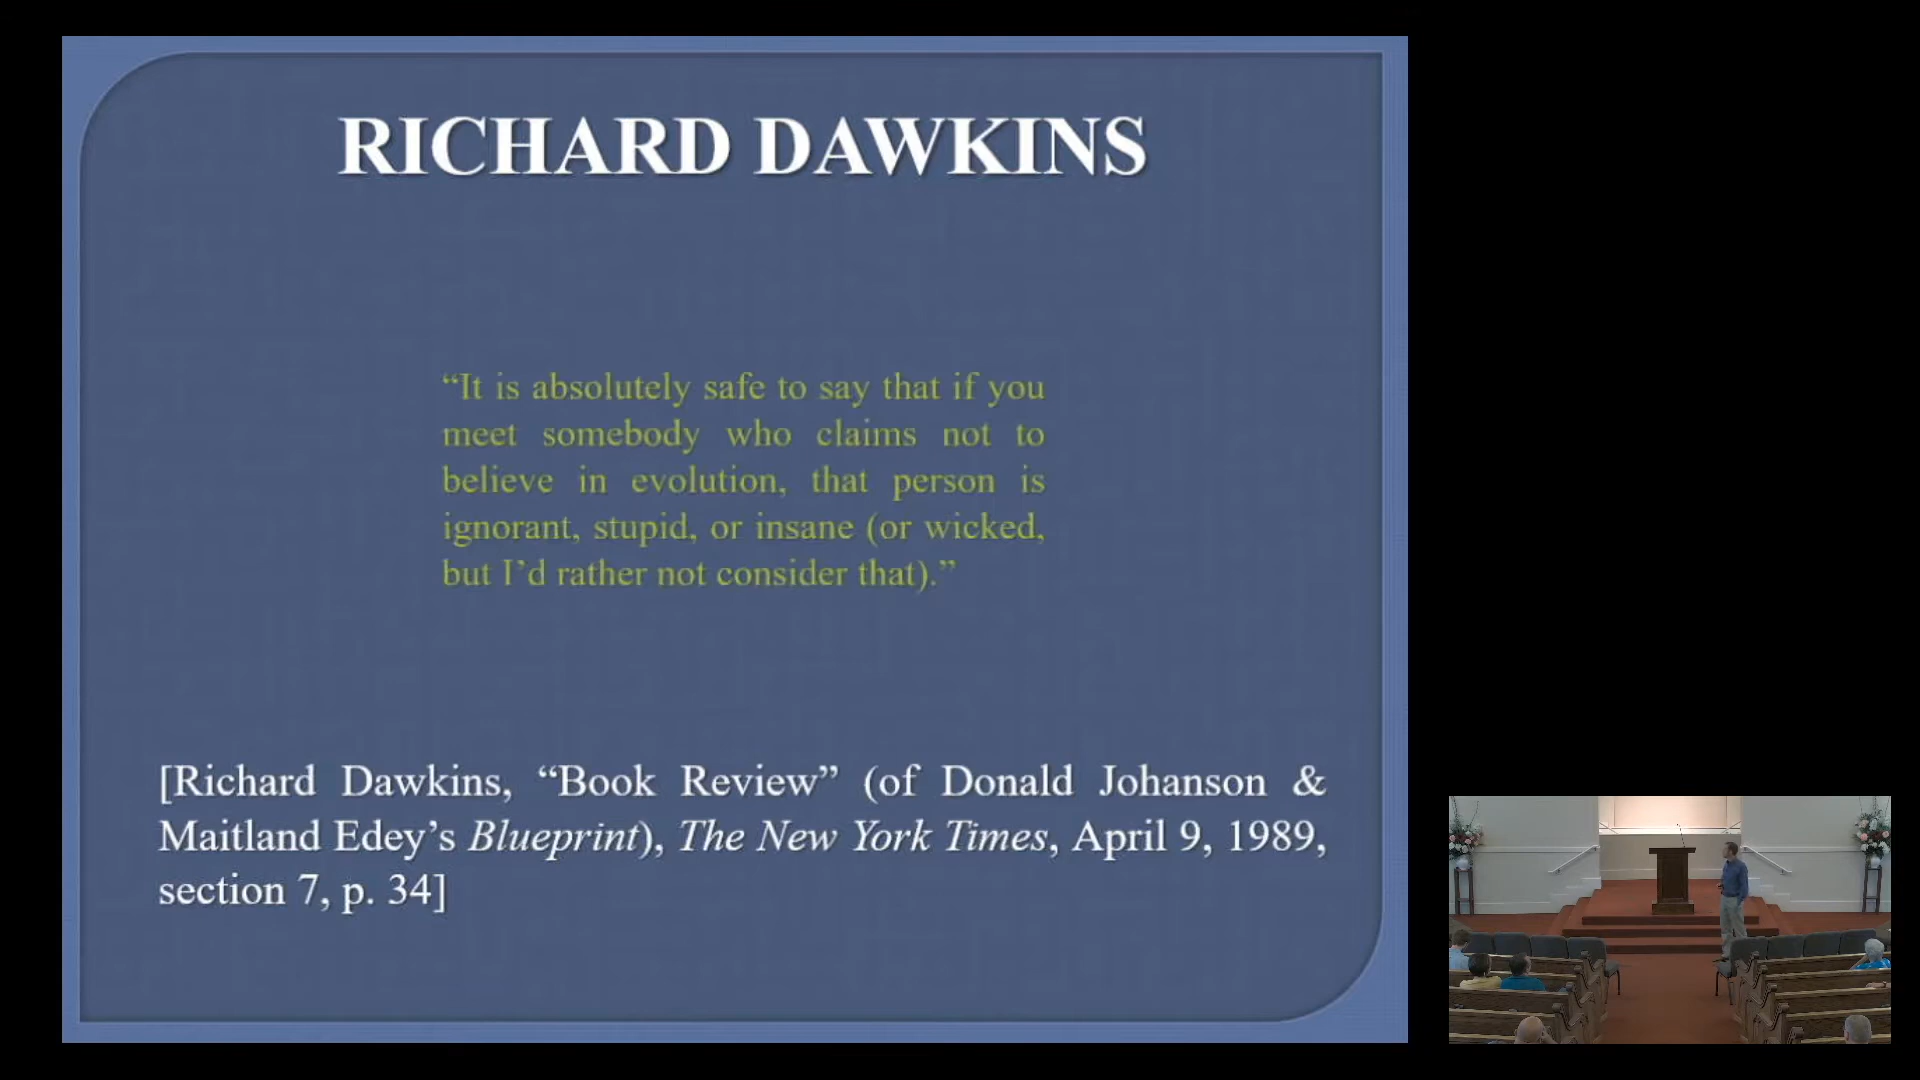 RICHARD DAWKINS
“It is absolutely safe to say that if you
meet somebody who claims not to
believe in evolution, that person is
ignorant, stupid, or insane (or wicked,
but I’d rather not consider that).”
[Richard Dawkins, “Book Review” (of Donald Johanson &
Maitland Edey’s Blueprint), The New York Times, April 9, 1989,
section 7, p. 34]